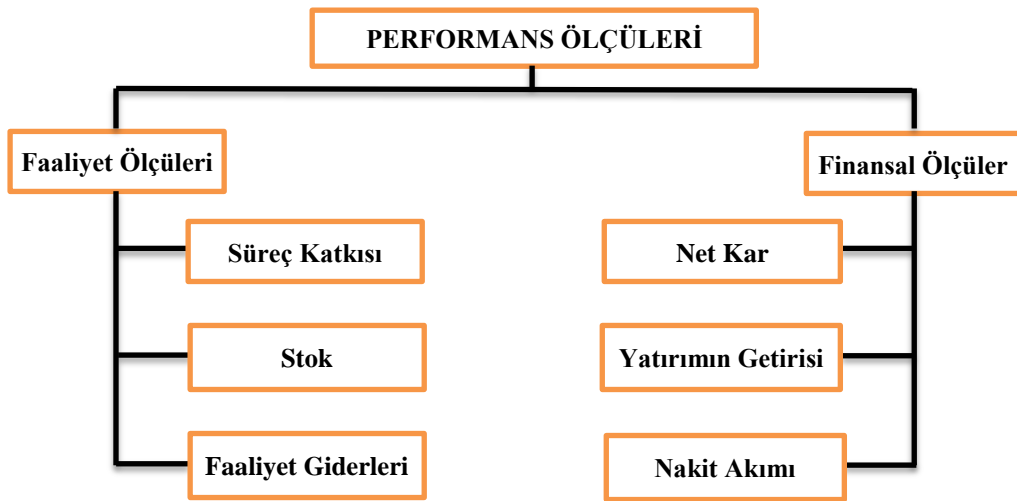 PERFORMANS ÖLÇÜLERİ
Faaliyet Ölçüleri
Süreç Katkısı
Stok
Faaliyet Giderleri
Finansal Ölçüler
Net Kar
Yatırımın Getirisi
Nakit Akımı